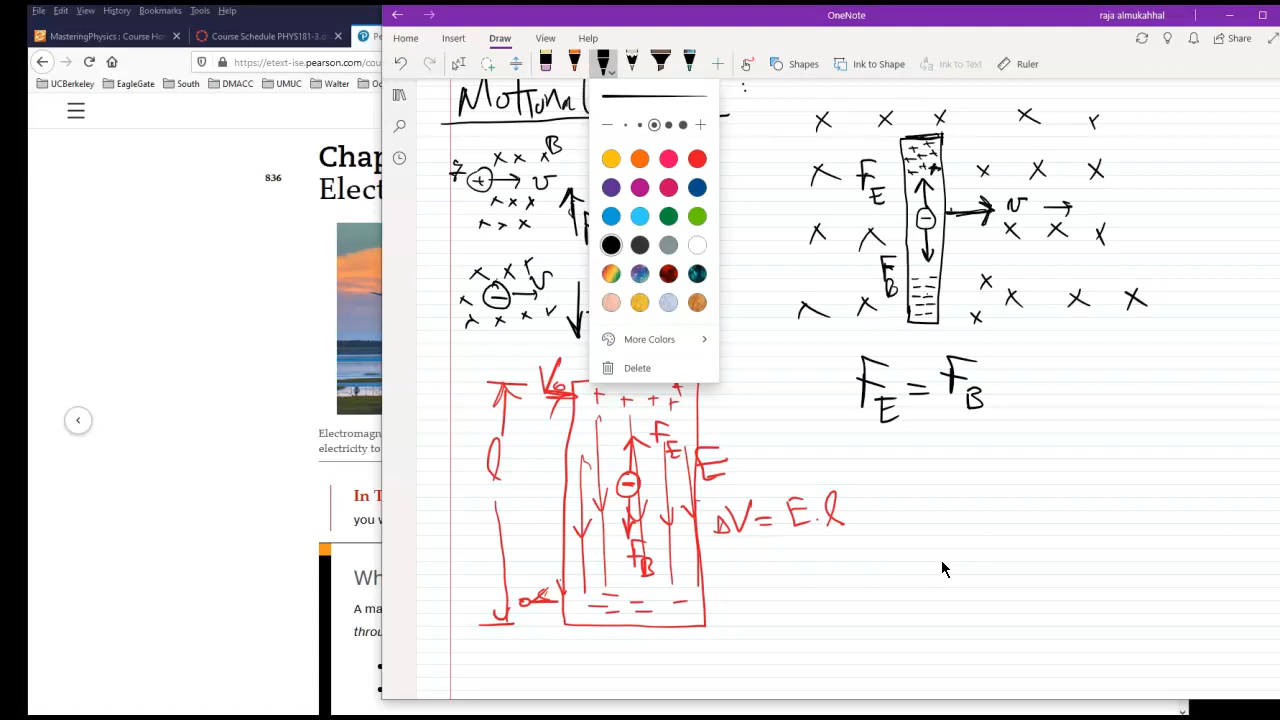 File Edit View History Bookmarks Tools Help
MasteringPhysics : Course Ho
Course Schedule PHYS181-3.d
Pe
https://etext-ise.pearson.com/cou
UCBerkeley EagleGate South DMACC UMUC Walter Oc
OneNote
raja almukahhal
Home Insert Draw View Help
Share
Shapes Ink to Shape Ink to Text Ruler
836
Chap
Elect
Electromagn
electricity to
In T
you w
Wh
A ma
throu
More Colors
Delete
Motional
q + → v
x x x B
x x x
x x x
- → v
F_E
-
F_B
v →
+ + + +
- - - -
F_E = F_B
l
V
+ + + +
F_E
E
-
F_B
ΔV = E.l